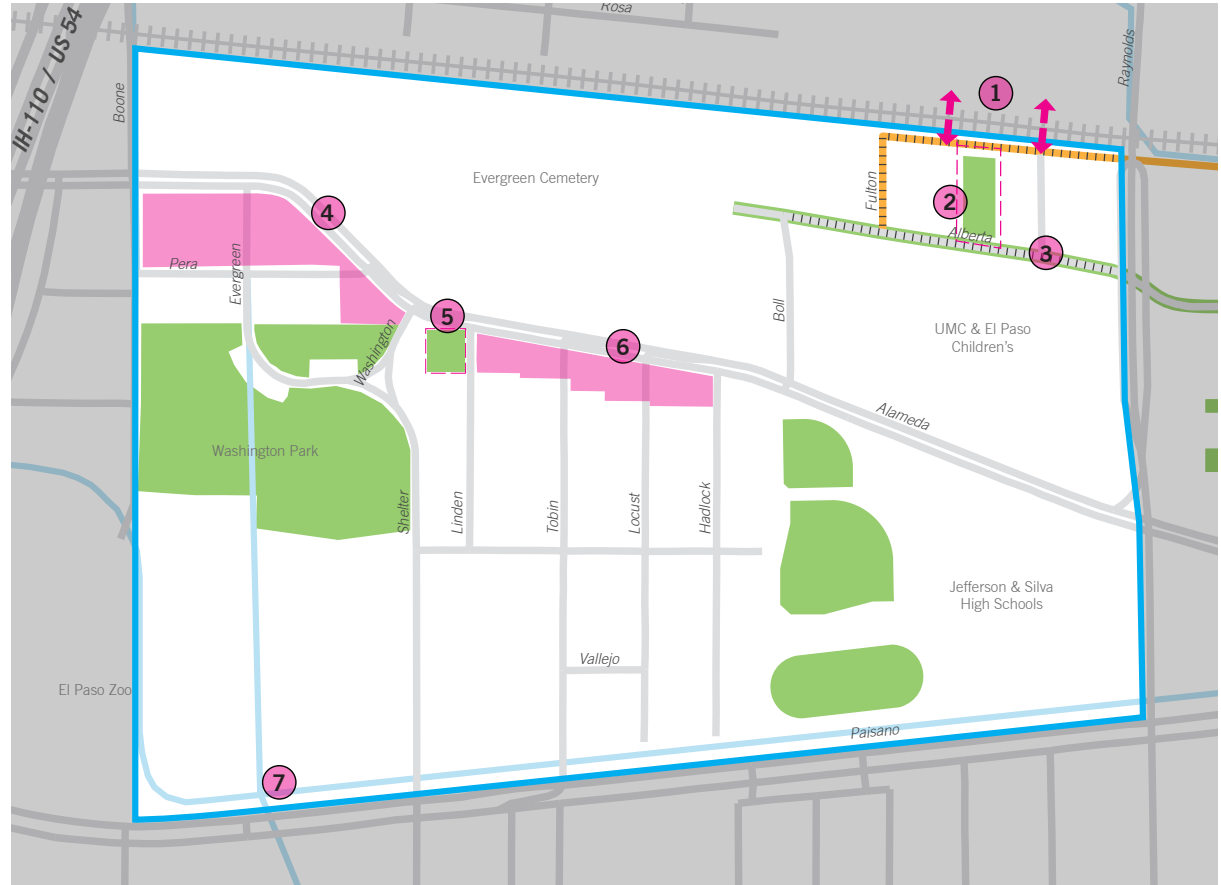 Rosa
IH-110 / US 54
Boone
Raynolds
1
Evergreen Cemetery
Fulton
2
Alberta
3
4
Pera
Evergreen
Washington
5
6
Boll
UMC & El Paso
Children's
Alameda
Washington Park
Shelter
Linden
Tobin
Locust
Hadlock
Jefferson & Silva
High Schools
Vallejo
El Paso Zoo
Paisano
7